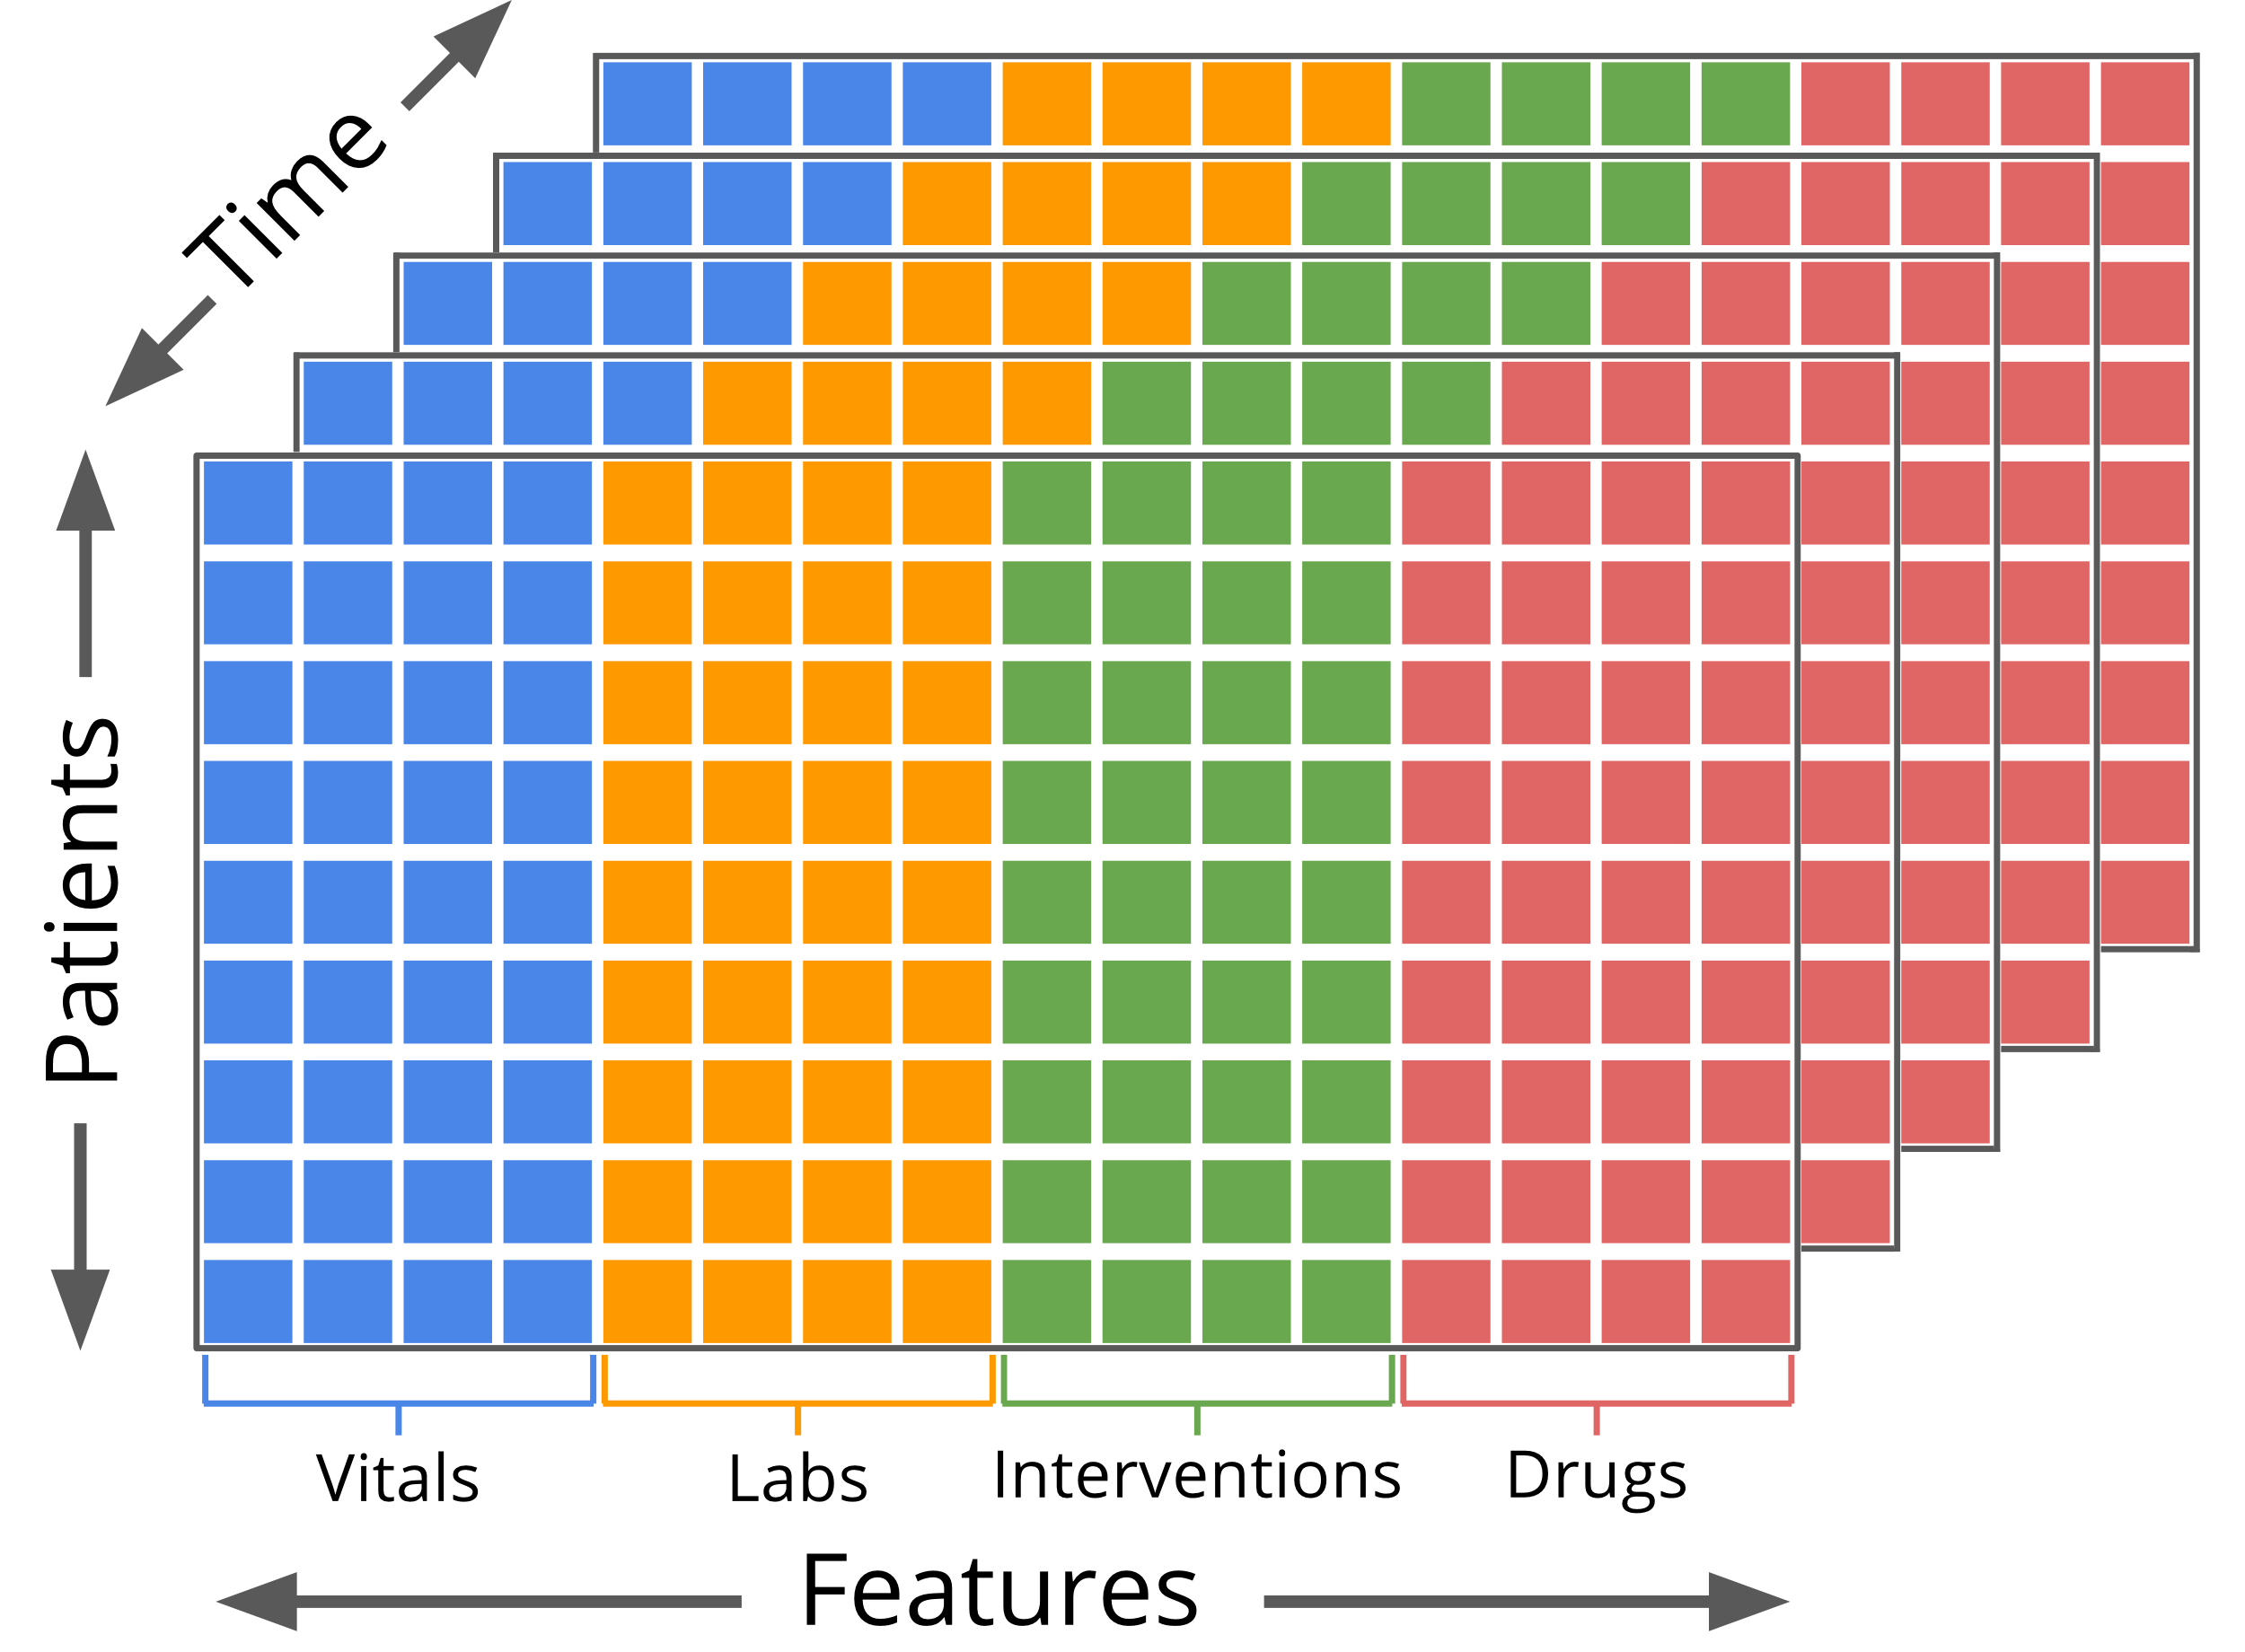 Time
Patients
Vitals
Labs
Interventions
Drugs
Features